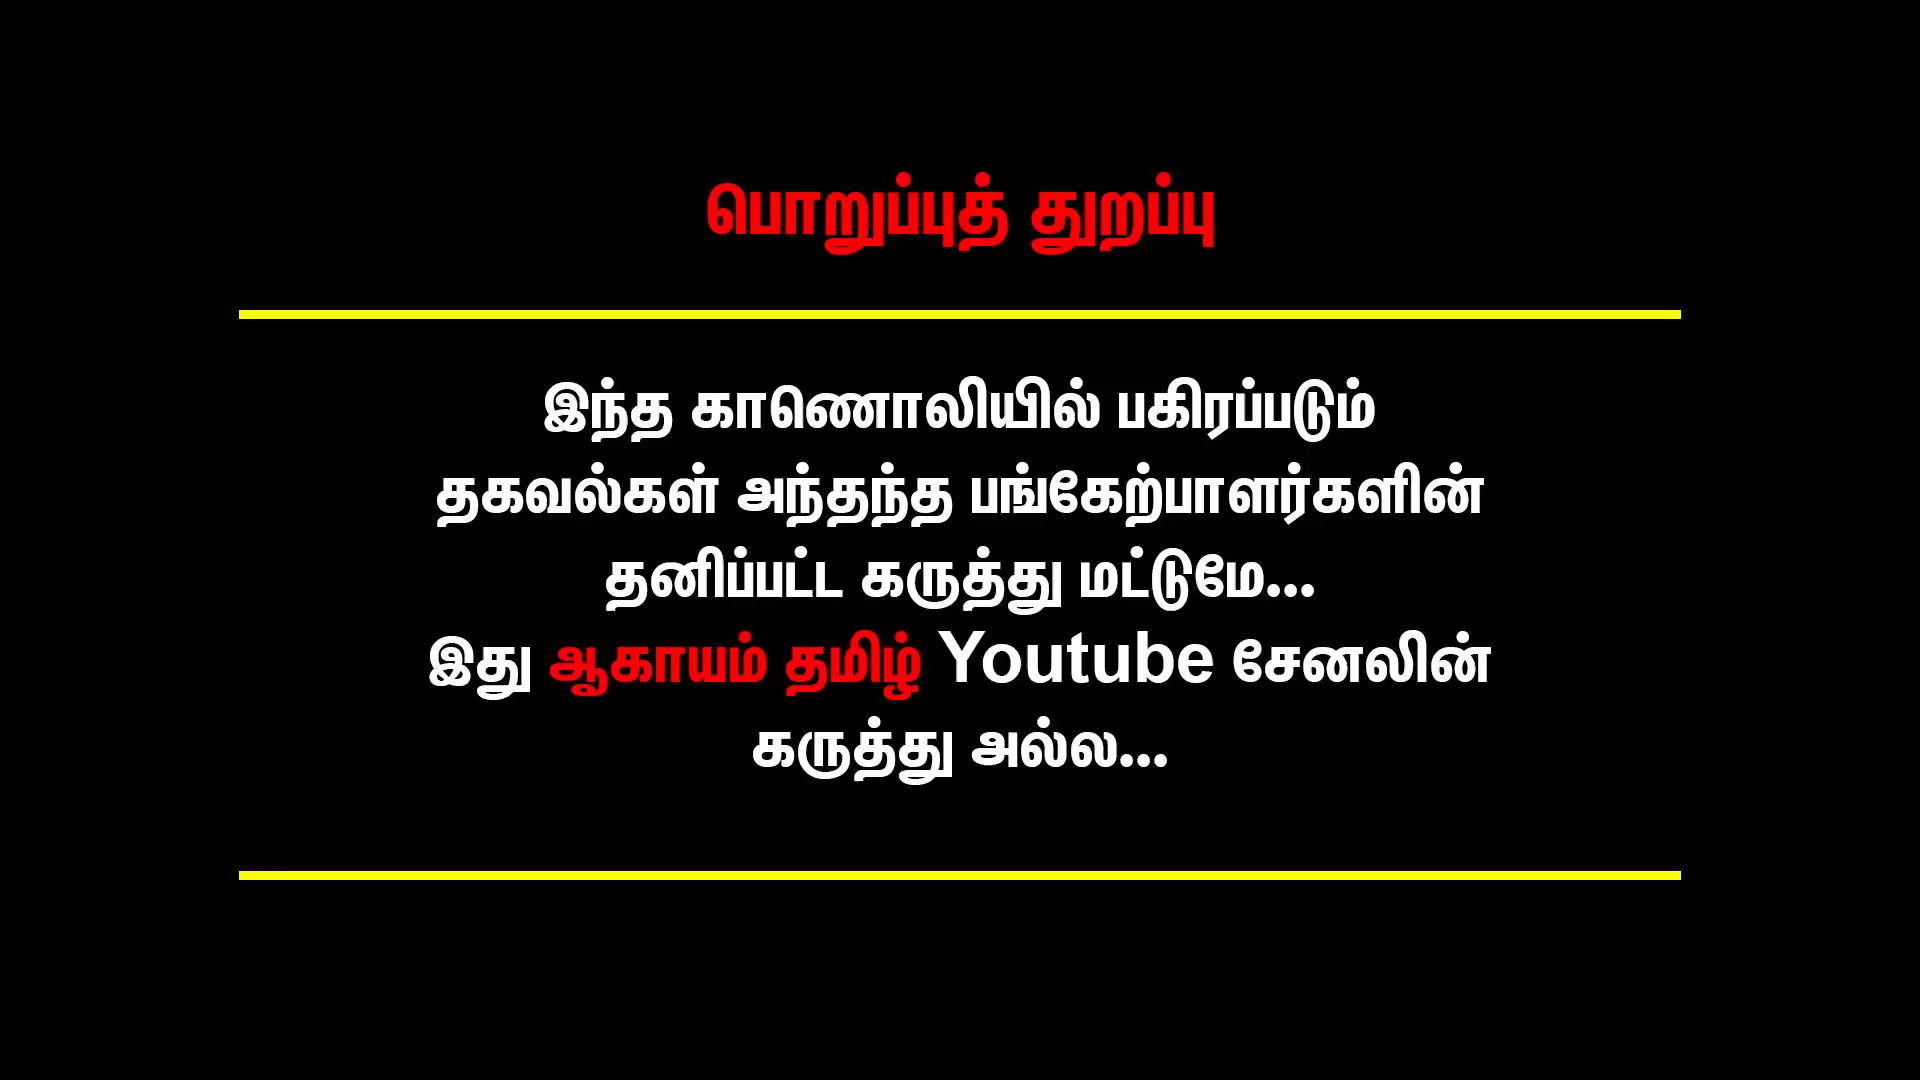 பொறுப்புத் துறப்பு
இந்த காணொலியில் பகிரப்படும்
தகவல்கள் அந்தந்த பங்கேற்பாளர்களின்
தனிப்பட்ட கருத்து மட்டுமே...
இது ஆகாயம் தமிழ் Youtube சேனலின்
கருத்து அல்ல...